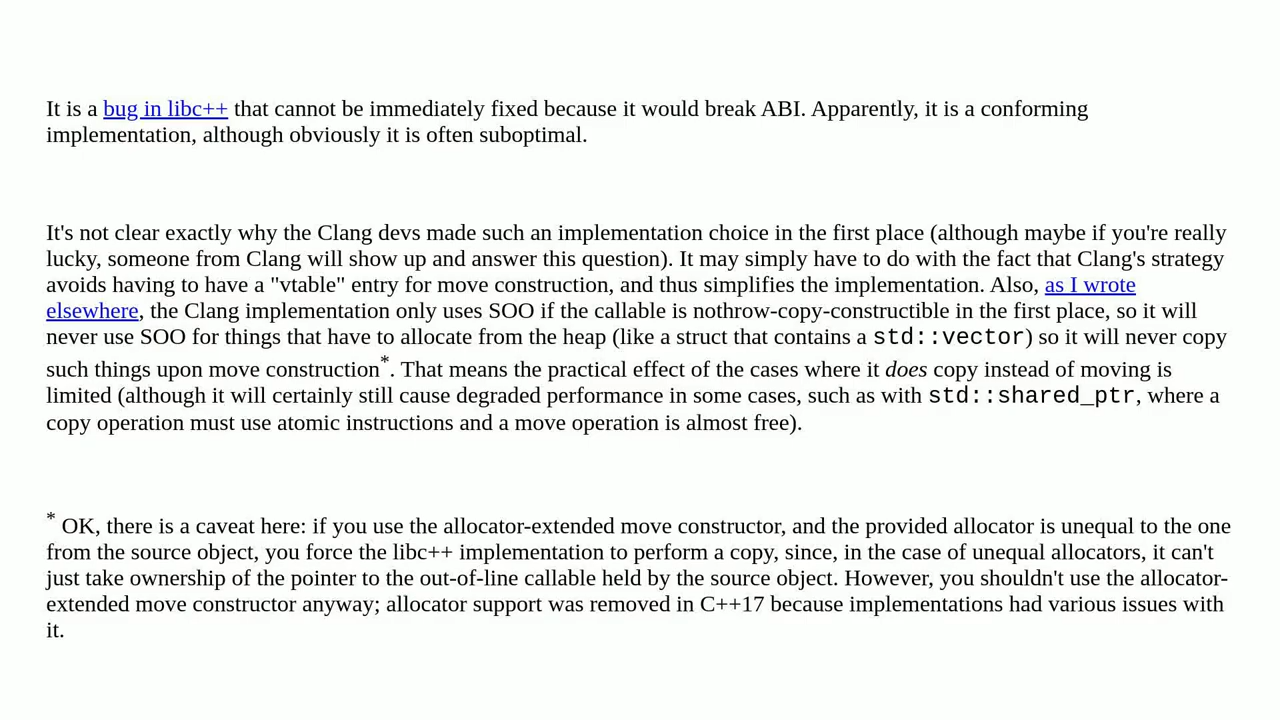 It is a bug in libc++ that cannot be immediately fixed because it would break ABI. Apparently, it is a conforming
implementation, although obviously it is often suboptimal.
It's not clear exactly why the Clang devs made such an implementation choice in the first place (although maybe if you're really
lucky, someone from Clang will show up and answer this question). It may simply have to do with the fact that Clang's strategy
avoids having to have a "vtable" entry for move construction, and thus simplifies the implementation. Also, as I wrote
elsewhere, the Clang implementation only uses SOO if the callable is nothrow-copy-constructible in the first place, so it will
never use SOO for things that have to allocate from the heap (like a struct that contains a std::vector) so it will never copy
such things upon move construction*. That means the practical effect of the cases where it does copy instead of moving is
limited (although it will certainly still cause degraded performance in some cases, such as with std::shared_ptr, where a
copy operation must use atomic instructions and a move operation is almost free).
* OK, there is a caveat here: if you use the allocator-extended move constructor, and the provided allocator is unequal to the one
from the source object, you force the libc++ implementation to perform a copy, since, in the case of unequal allocators, it can't
just take ownership of the pointer to the out-of-line callable held by the source object. However, you shouldn't use the allocator-
extended move constructor anyway; allocator support was removed in C++17 because implementations had various issues with
it.